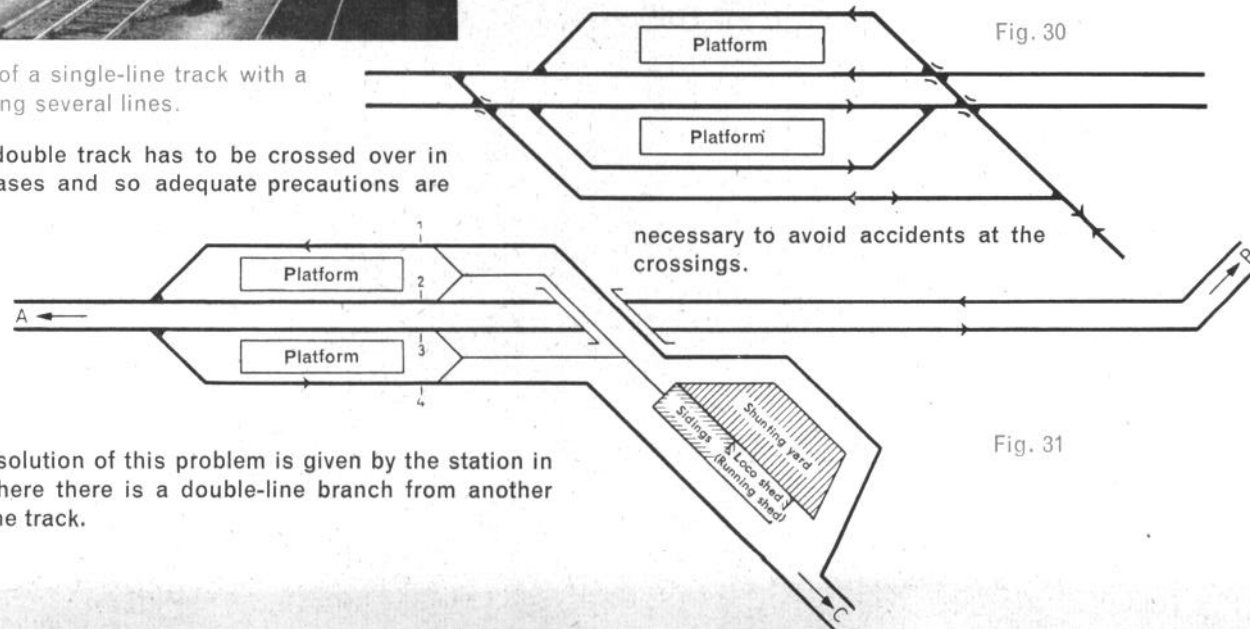 of a single-line track with a
ng several lines.
double track has to be crossed over in
ases and so adequate precautions are
Fig. 30
Platform
Platform
necessary to avoid accidents at the
crossings.
1
Platform
2
A
B
Platform
3
4
Sidings
Shunting yard
Loco shed
(Running shed)
C
Fig. 31
solution of this problem is given by the station in
here there is a double-line branch from another
ne track.